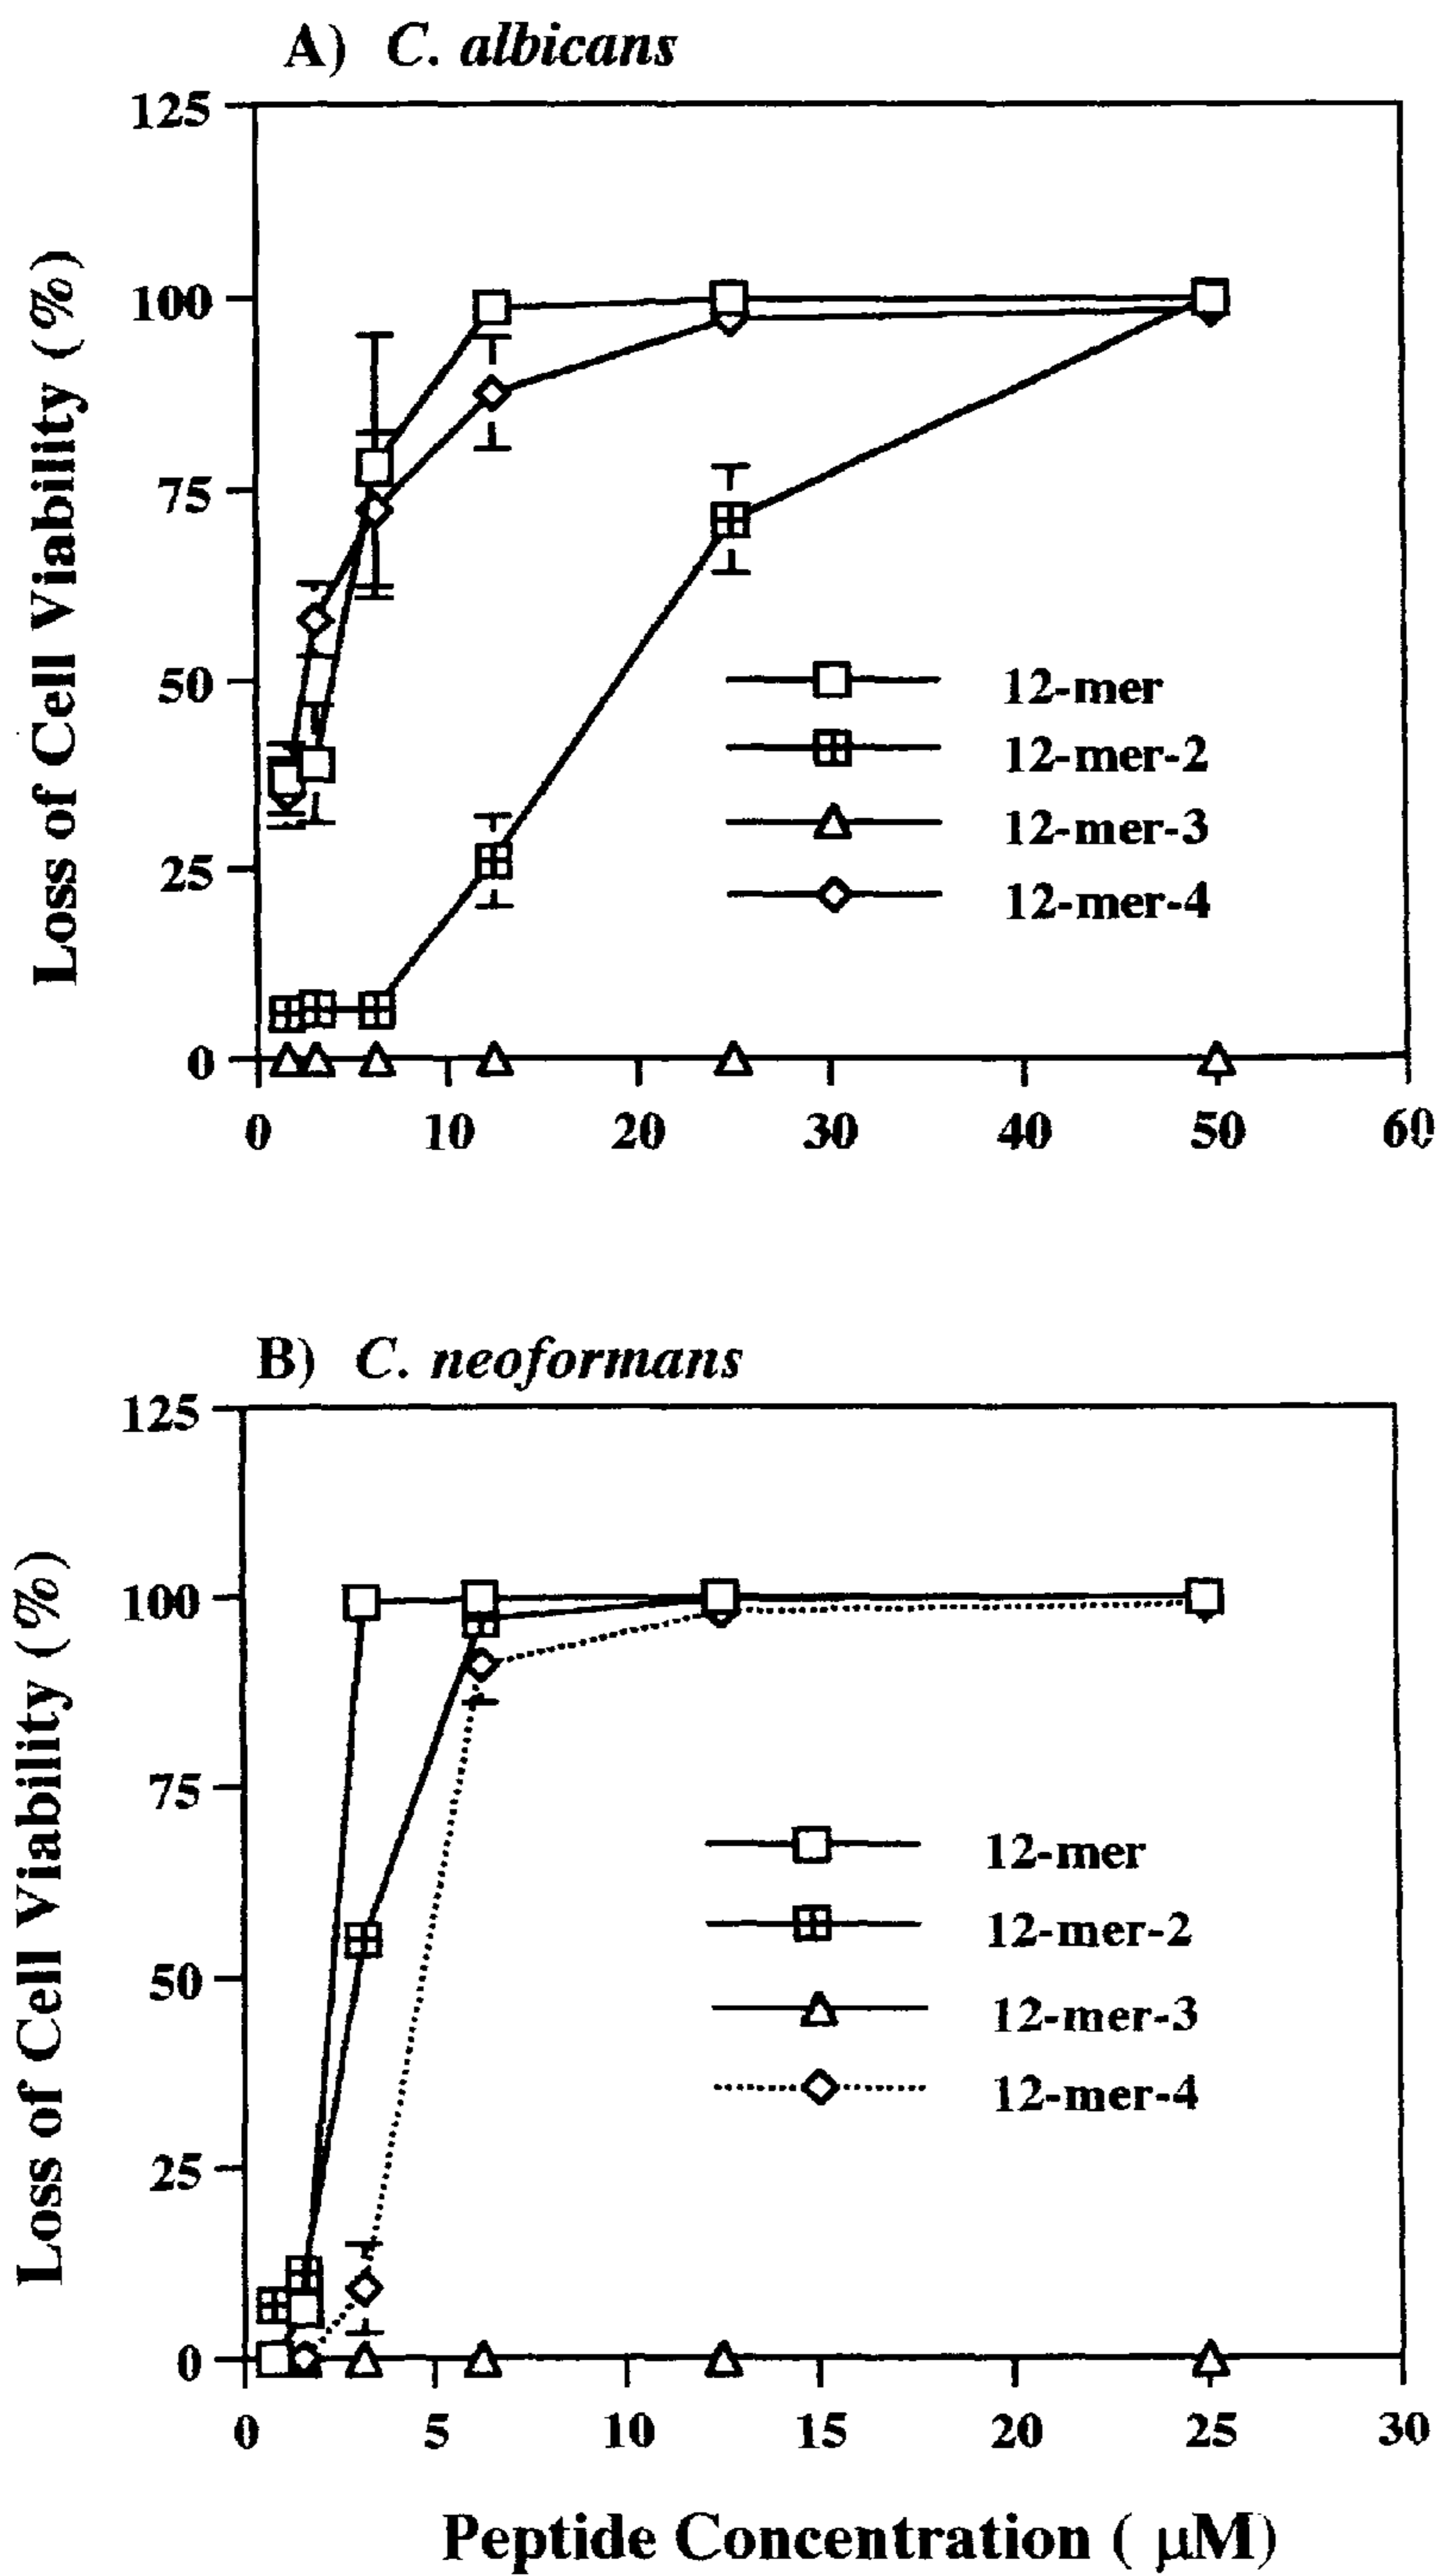 A) C. albicans
125
100
75
50
25
0
Loss of Cell Viability (%)
12-mer
12-mer-2
12-mer-3
12-mer-4
0 10 20 30 40 50 60
B) C. neoformans
125
100
75
50
25
0
Loss of Cell Viability (%)
12-mer
12-mer-2
12-mer-3
12-mer-4
0 5 10 15 20 25 30
Peptide Concentration ( μM)